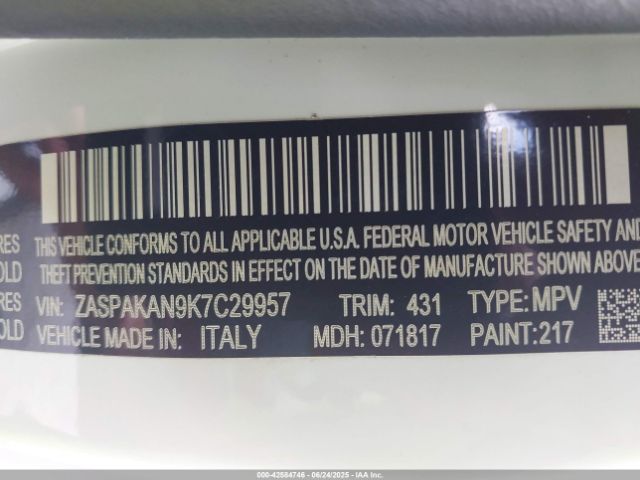 THIS VEHICLE CONFORMS TO ALL APPLICABLE U.S.A. FEDERAL MOTOR VEHICLE SAFETY AND
THEFT PREVENTION STANDARDS IN EFFECT ON THE DATE OF MANUFACTURE SHOWN ABOVE
RES
OLD
RES
OLD
VIN: ZASPAKAN9K7C29957 TRIM: 431 TYPE: MPV
VEHICLE MADE IN: ITALY MDH: 071817 PAINT:217
000-42584746 - 06/24/2025 - IAA Inc.